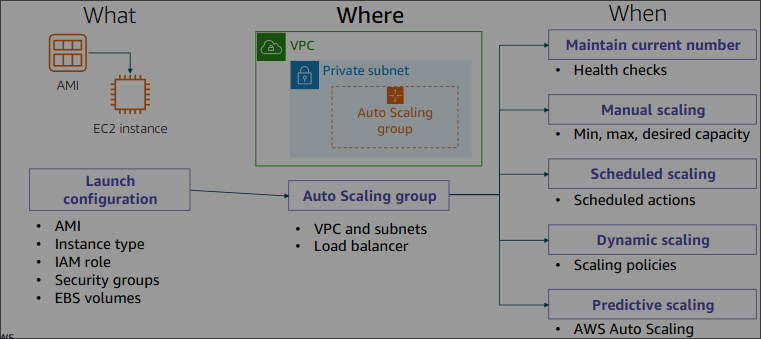 What
Where
When
AMI
EC2 instance
VPC
Private subnet
Auto Scaling
group
Launch
configuration
• AMI
• Instance type
• IAM role
• Security groups
• EBS volumes
Auto Scaling group
• VPC and subnets
• Load balancer
Maintain current number
• Health checks
Manual scaling
• Min, max, desired capacity
Scheduled scaling
• Scheduled actions
Dynamic scaling
• Scaling policies
Predictive scaling
• AWS Auto Scaling